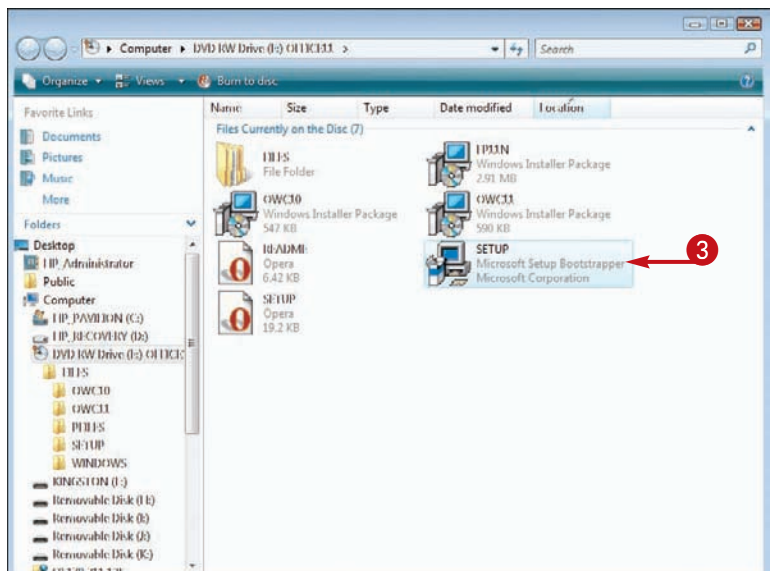 Computer DVD RW Drive (E:) OFFICE11
Search
Organize Views Burn to disc
Favorite Links
Documents
Pictures
Music
More
Folders
Desktop
HP_Administrator
Public
Computer
HP_PAVILION (C:)
HP_RECOVERY (D:)
DVD RW Drive (E:) OFFICE
FILES
OWC10
OWC11
PFILES
SETUP
WINDOWS
KINGSTON
Removable Disk
Removable Disk
Removable Disk (J:)
Removable Disk (K:)
Name Size Type Date modified Location
Files Currently on the Disc (7)
FILES
File Folder
Windows Installer Package
2.91 MB
OWC10
Windows Installer Package
547 KB
OWC11
Windows Installer Package
590 KB
README
Opera
6.42 KB
SETUP
Microsoft Setup Bootstrapper
Microsoft Corporation
SETUP
Opera
19.2 KB
3